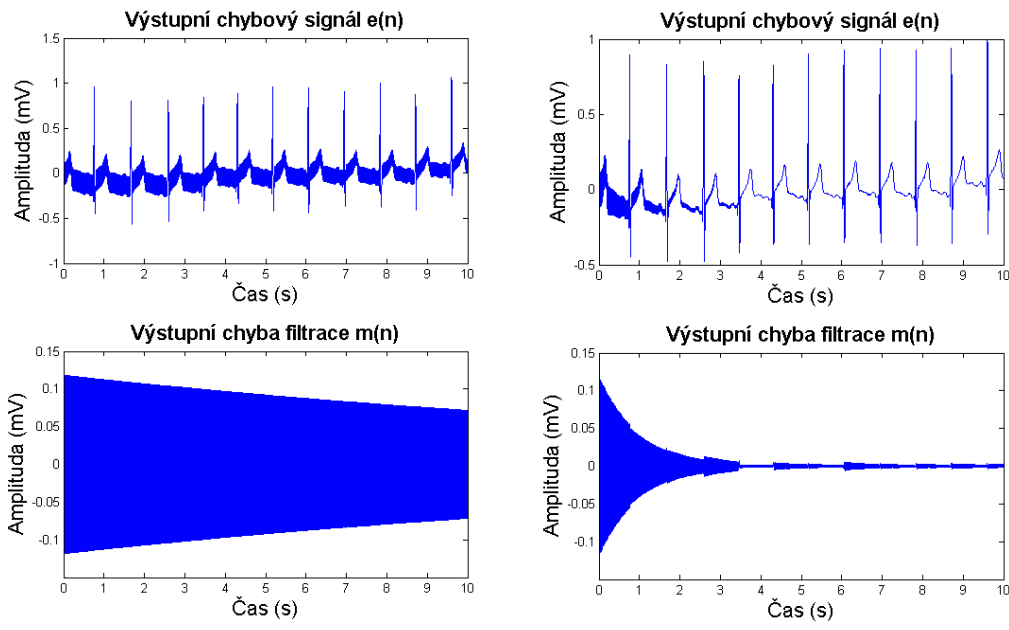 Výstupní chybový signál e(n)
1.5
1
0.5
0
-0.5
-1
Amplituda (mV)
0 1 2 3 4 5 6 7 8 9 10
Čas (s)
Výstupní chybový signál e(n)
1
0.5
0
-0.5
Amplituda (mV)
0 1 2 3 4 5 6 7 8 9 10
Čas (s)
Výstupní chyba filtrace m(n)
0.15
0.1
0.05
0
-0.05
-0.1
Amplituda (mV)
0 1 2 3 4 5 6 7 8 9 10
Čas (s)
Výstupní chyba filtrace m(n)
0.15
0.1
0.05
0
-0.05
-0.1
Amplituda (mV)
0 1 2 3 4 5 6 7 8 9 10
Čas (s)